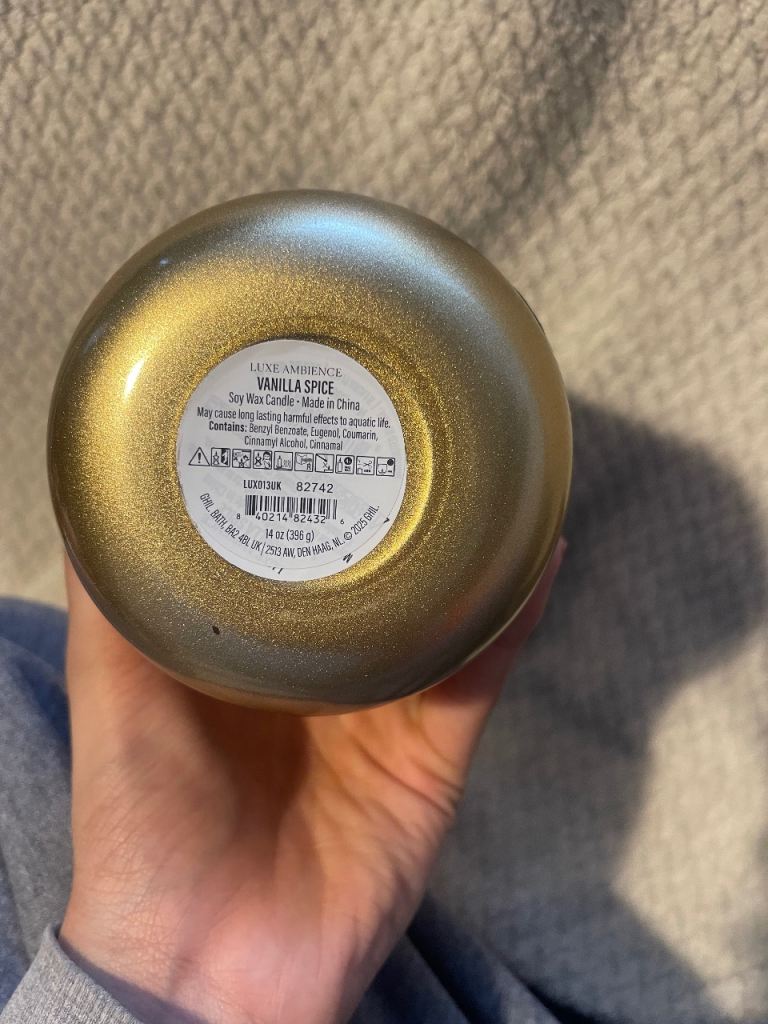 LUXE AMBIENCE
VANILLA SPICE
Soy Wax Candle • Made in China
May cause long lasting harmful effects to aquatic life.
Contains: Benzyl Benzoate, Eugenol, Coumarin,
Cinnamyl Alcohol, Cinnamal
LUX013UK 82742
8 40214 82432 6
14 oz (396 g)
GHIL, BATH, BA2 4BL UK | 2513 AW, DEN HAAG, NL. © 2025 GHIL